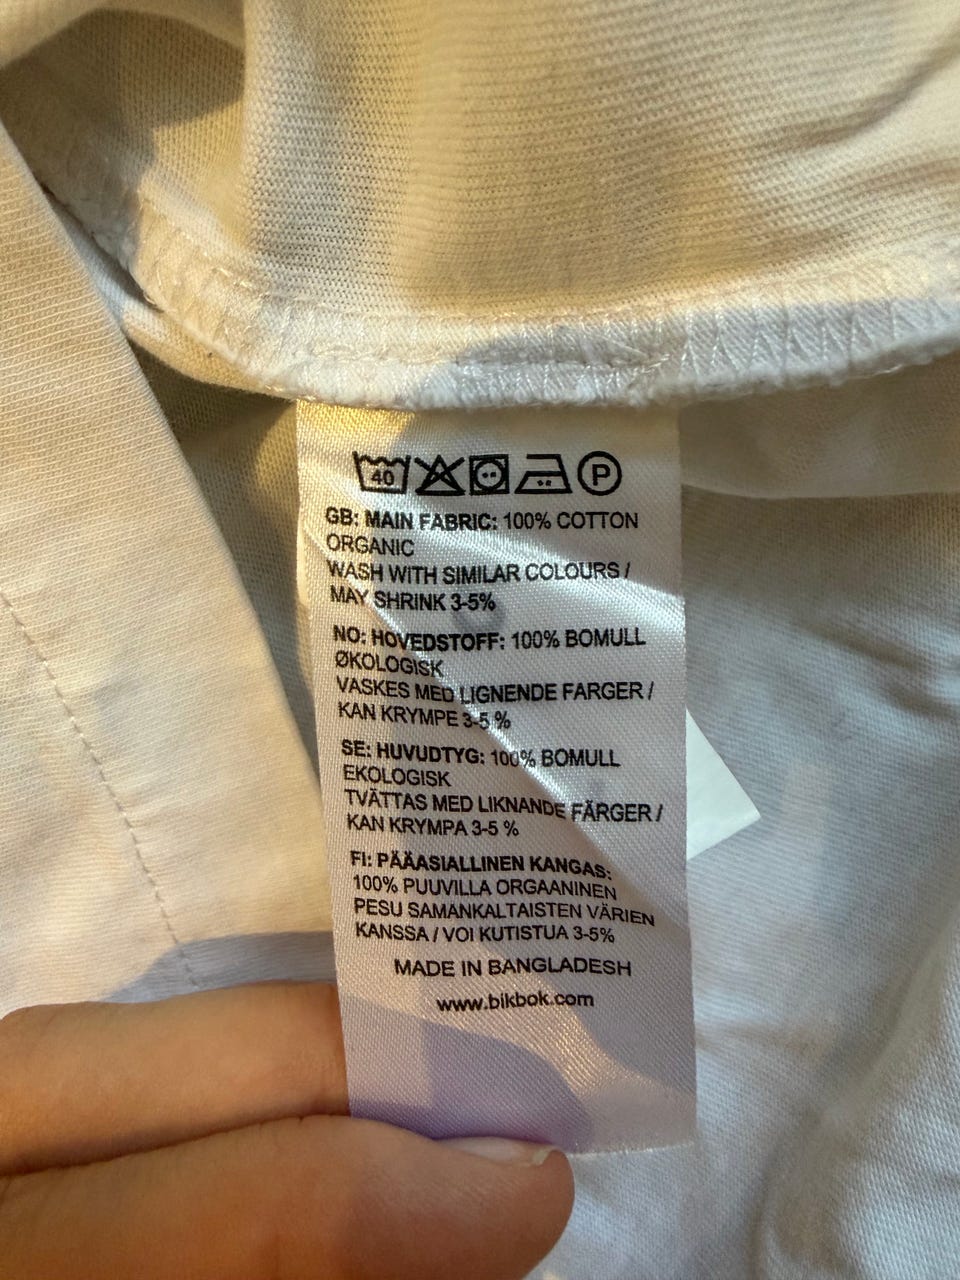 40 P
GB: MAIN FABRIC: 100% COTTON
ORGANIC
WASH WITH SIMILAR COLOURS /
MAY SHRINK 3-5%
NO: HOVEDSTOFF: 100% BOMULL
ØKOLOGISK
VASKES MED LIGNENDE FARGER /
KAN KRYMPE 3-5 %
SE: HUVUDTYG: 100% BOMULL
EKOLOGISK
TVÄTTAS MED LIKNANDE FÄRGER /
KAN KRYMPA 3-5 %
FI: PÄÄASIALLINEN KANGAS:
100% PUUVILLA ORGAANINEN
PESU SAMANKALTAISTEN VÄRIEN
KANSSA / VOI KUTISTUA 3-5%
MADE IN BANGLADESH
www.bikbok.com